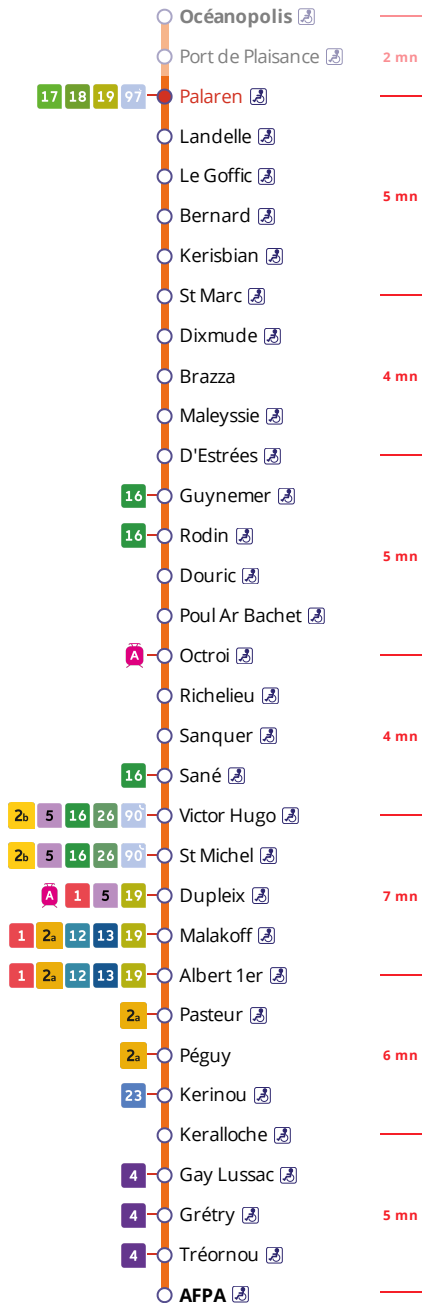 Océanopolis
Port de Plaisance 2 mn
17 18 19 97 Palaren
Landelle
Le Goffic
5 mn
Bernard
Kerisbian
St Marc
Dixmude
Brazza 4 mn
Maleyssie
D'Estrées
16 Guynemer
16 Rodin
5 mn
Douric
Poul Ar Bachet
A Octroi
Richelieu
Sanquer 4 mn
16 Sané
2b 5 16 26 90 Victor Hugo
2b 5 16 26 90 St Michel
A 1 5 19 Dupleix 7 mn
1 2a 12 13 19 Malakoff
1 2a 12 13 19 Albert 1er
2a Pasteur
2a Péguy 6 mn
23 Kerinou
Keralloche
4 Gay Lussac
4 Grétry 5 mn
4 Tréornou
AFPA